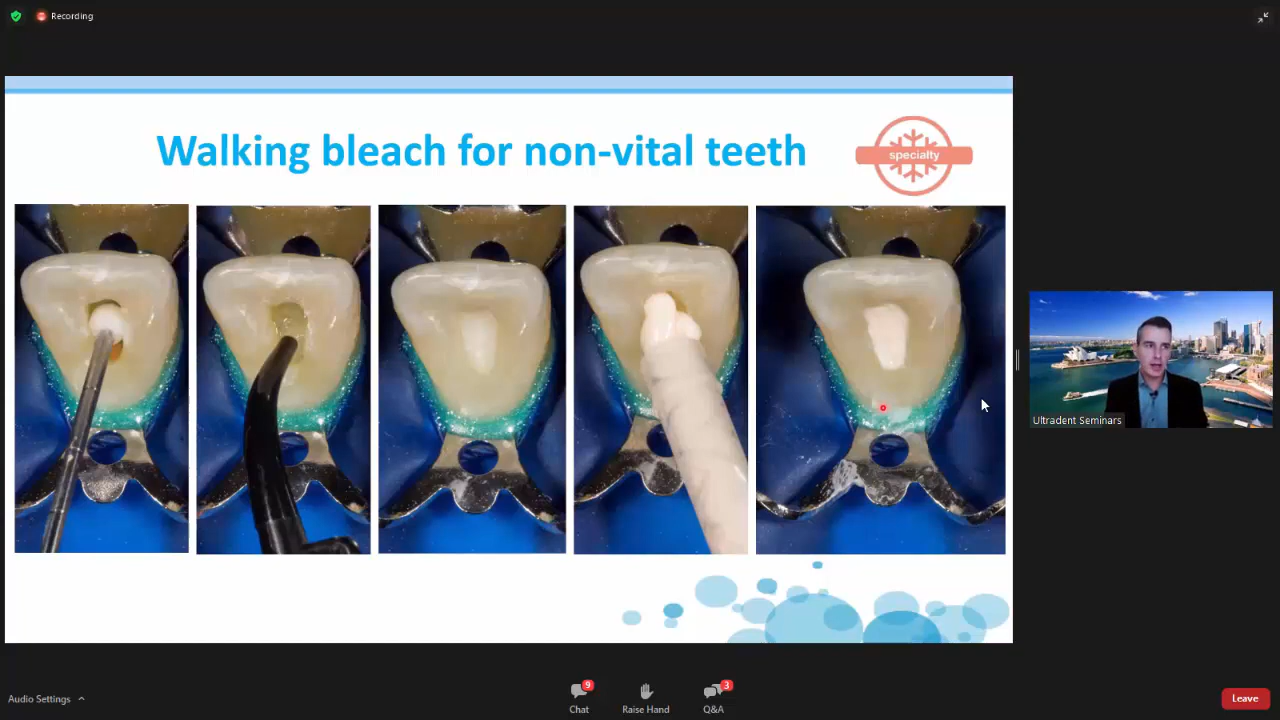 Recording
Walking bleach for non-vital teeth
specialty
Ultradent Seminars
Audio Settings
9
Chat
Raise Hand
3
Q&A
Leave